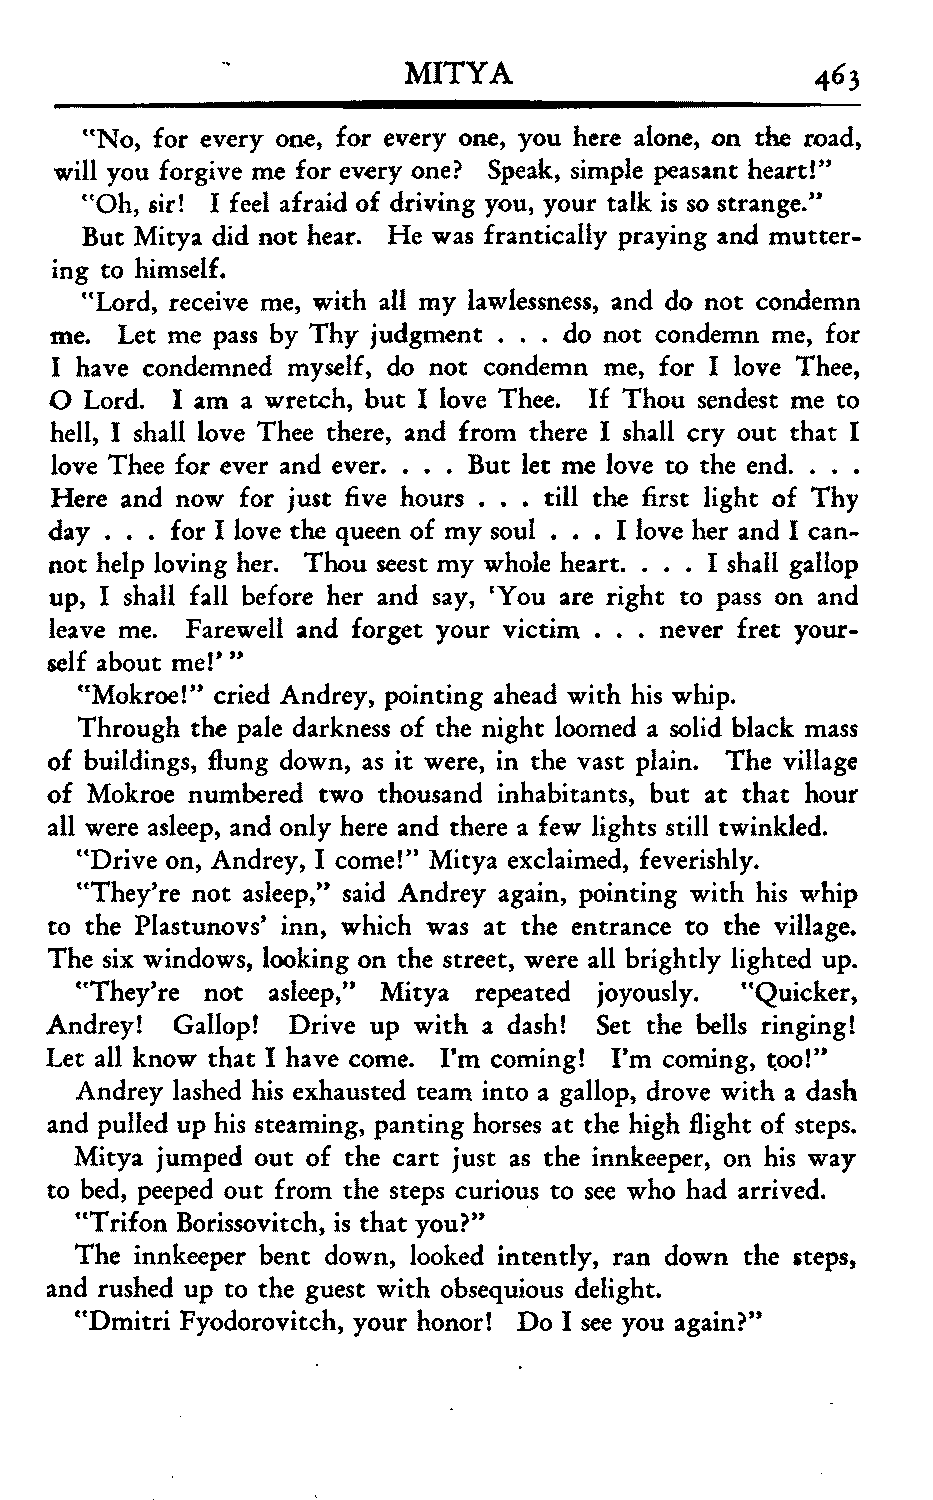 MITYA 463
"No, for every one, for every one, you here alone, on the road,
will you forgive me for every one? Speak, simple peasant heart!"
"Oh, sir! I feel afraid of driving you, your talk is so strange."
But Mitya did not hear. He was frantically praying and mutter-
ing to himself.
"Lord, receive me, with all my lawlessness, and do not condemn
me. Let me pass by Thy judgment . . . do not condemn me, for
I have condemned myself, do not condemn me, for I love Thee,
O Lord. I am a wretch, but I love Thee. If Thou sendest me to
hell, I shall love Thee there, and from there I shall cry out that I
love Thee for ever and ever. . . . But let me love to the end. . . .
Here and now for just five hours . . . till the first light of Thy
day . . . for I love the queen of my soul . . . I love her and I can-
not help loving her. Thou seest my whole heart. . . . I shall gallop
up, I shall fall before her and say, 'You are right to pass on and
leave me. Farewell and forget your victim . . . never fret your-
self about me!' "
"Mokroe!" cried Andrey, pointing ahead with his whip.
Through the pale darkness of the night loomed a solid black mass
of buildings, flung down, as it were, in the vast plain. The village
of Mokroe numbered two thousand inhabitants, but at that hour
all were asleep, and only here and there a few lights still twinkled.
"Drive on, Andrey, I come!" Mitya exclaimed, feverishly.
"They're not asleep," said Andrey again, pointing with his whip
to the Plastunovs' inn, which was at the entrance to the village.
The six windows, looking on the street, were all brightly lighted up.
"They're not asleep," Mitya repeated joyously. "Quicker,
Andrey! Gallop! Drive up with a dash! Set the bells ringing!
Let all know that I have come. I'm coming! I'm coming, too!"
Andrey lashed his exhausted team into a gallop, drove with a dash
and pulled up his steaming, panting horses at the high flight of steps.
Mitya jumped out of the cart just as the innkeeper, on his way
to bed, peeped out from the steps curious to see who had arrived.
"Trifon Borissovitch, is that you?"
The innkeeper bent down, looked intently, ran down the steps,
and rushed up to the guest with obsequious delight.
"Dmitri Fyodorovitch, your honor! Do I see you again?"